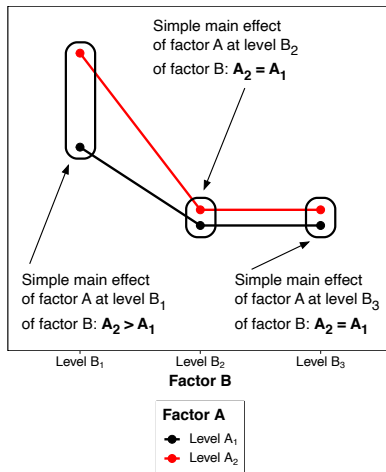 Simple main effect
of factor A at level B₂
of factor B: A₂ = A₁
Simple main effect
of factor A at level B₁
of factor B: A₂ > A₁
Simple main effect
of factor A at level B₃
of factor B: A₂ = A₁
Level B₁
Level B₂
Level B₃
Factor B
Factor A
Level A₁
Level A₂